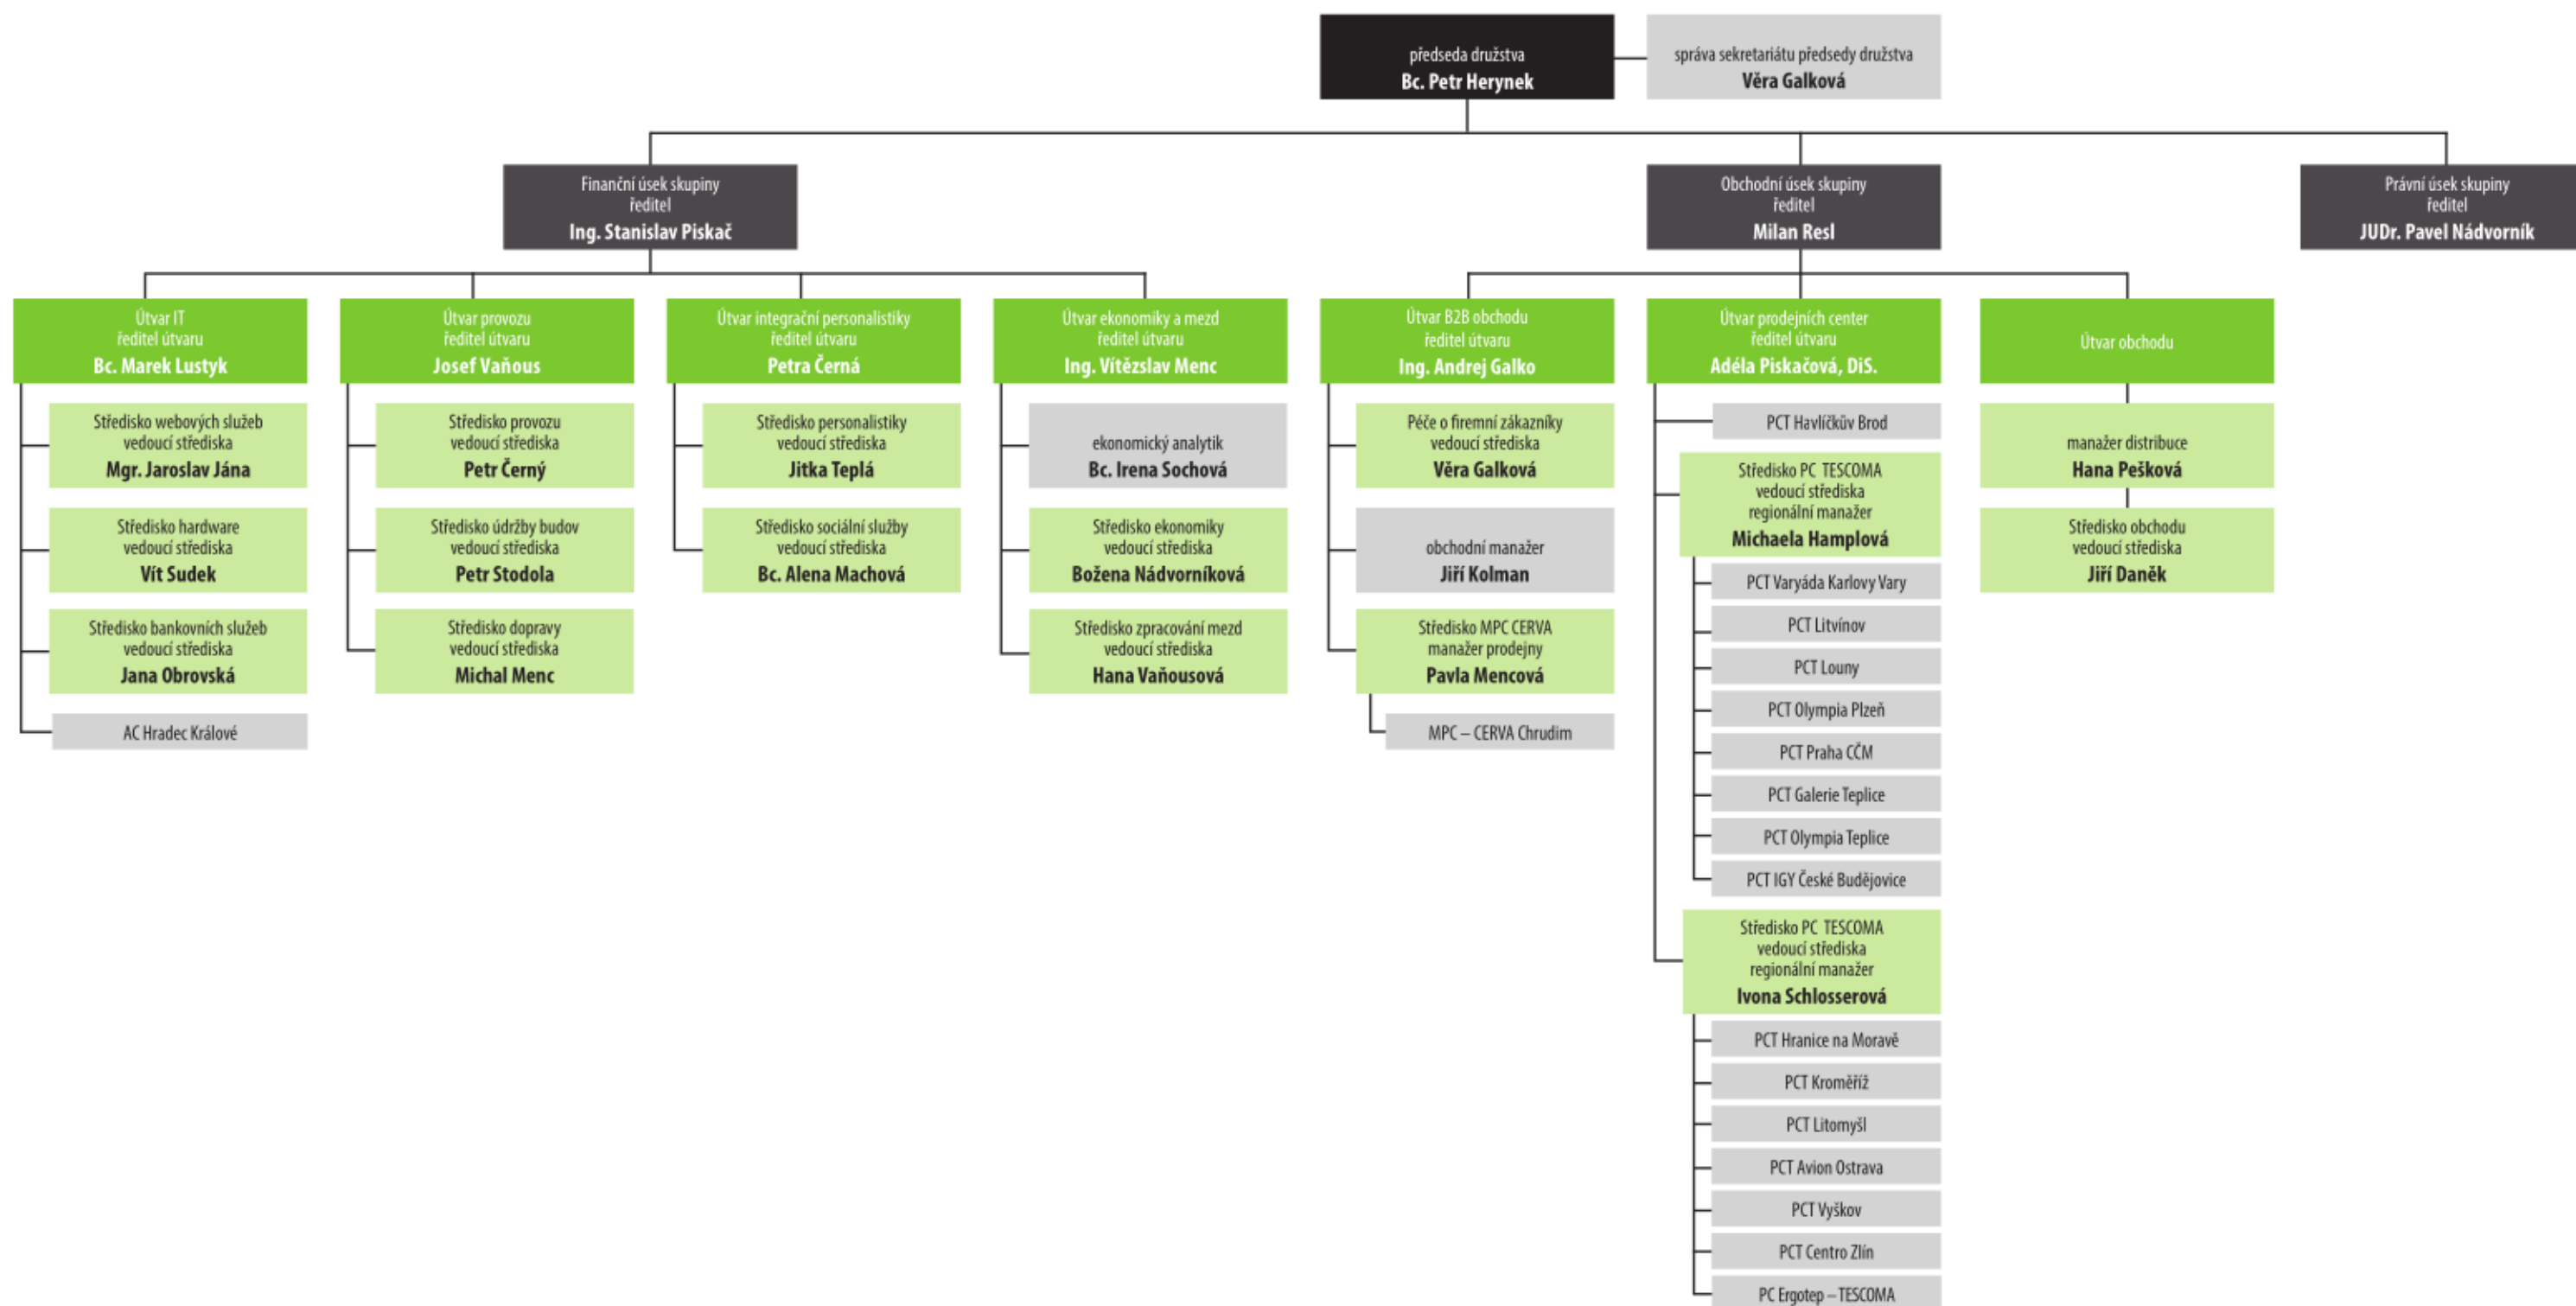 předseda družstva
Bc. Petr Herynek
správa sekretariátu předsedy družstva
Věra Galková
Finanční úsek skupiny
ředitel
Ing. Stanislav Piskač
Obchodní úsek skupiny
ředitel
Milan Resl
Právní úsek skupiny
ředitel
JUDr. Pavel Nádvorník
Útvar IT
ředitel útvaru
Bc. Marek Lustyk
Středisko webových služeb
vedoucí střediska
Mgr. Jaroslav Jána
Středisko hardware
vedoucí střediska
Vít Sudek
Středisko bankovních služeb
vedoucí střediska
Jana Obrovská
AC Hradec Králové
Útvar provozu
ředitel útvaru
Josef Vaňous
Středisko provozu
vedoucí střediska
Petr Černý
Středisko údržby budov
vedoucí střediska
Petr Stodola
Středisko dopravy
vedoucí střediska
Michal Menc
Útvar integrační personalistiky
ředitel útvaru
Petra Černá
Středisko personalistiky
vedoucí střediska
Jitka Teplá
Středisko sociální služby
vedoucí střediska
Bc. Alena Machová
Útvar ekonomiky a mezd
ředitel útvaru
Ing. Vítězslav Menc
ekonomický analytik
Bc. Irena Sochová
Středisko ekonomiky
vedoucí střediska
Božena Nádvorníková
Středisko zpracování mezd
vedoucí střediska
Hana Vaňousová
Útvar B2B obchodu
ředitel útvaru
Ing. Andrej Galko
Péče o firemní zákazníky
vedoucí střediska
Věra Galková
obchodní manažer
Jiří Kolman
Středisko MPC CERVA
manažer prodejny
Pavla Mencová
MPC – CERVA Chrudim
Útvar prodejních center
ředitel útvaru
Adéla Piskačová, DiS.
PCT Havlíčkův Brod
Středisko PC TESCOMA
vedoucí střediska
regionální manažer
Michaela Hamplová
PCT Varyáda Karlovy Vary
PCT Litvínov
PCT Louny
PCT Olympia Plzeň
PCT Praha CČM
PCT Galerie Teplice
PCT Olympia Teplice
PCT IGY České Budějovice
Středisko PC TESCOMA
vedoucí střediska
regionální manažer
Ivona Schlosserová
PCT Hranice na Moravě
PCT Kroměříž
PCT Litomyšl
PCT Avion Ostrava
PCT Vyškov
PCT Centro Zlín
PC Ergotep – TESCOMA
Útvar obchodu
manažer distribuce
Hana Pešková
Středisko obchodu
vedoucí střediska
Jiří Daněk